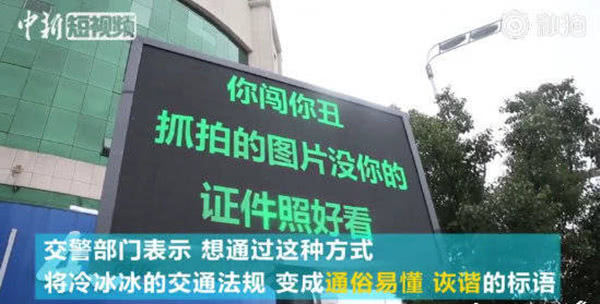 中新短视频
你闯你丑
抓拍的图片没你的
证件照好看
交警部门表示 想通过这种方式
将冷冰冰的交通法规 变成通俗易懂 诙谐的标语